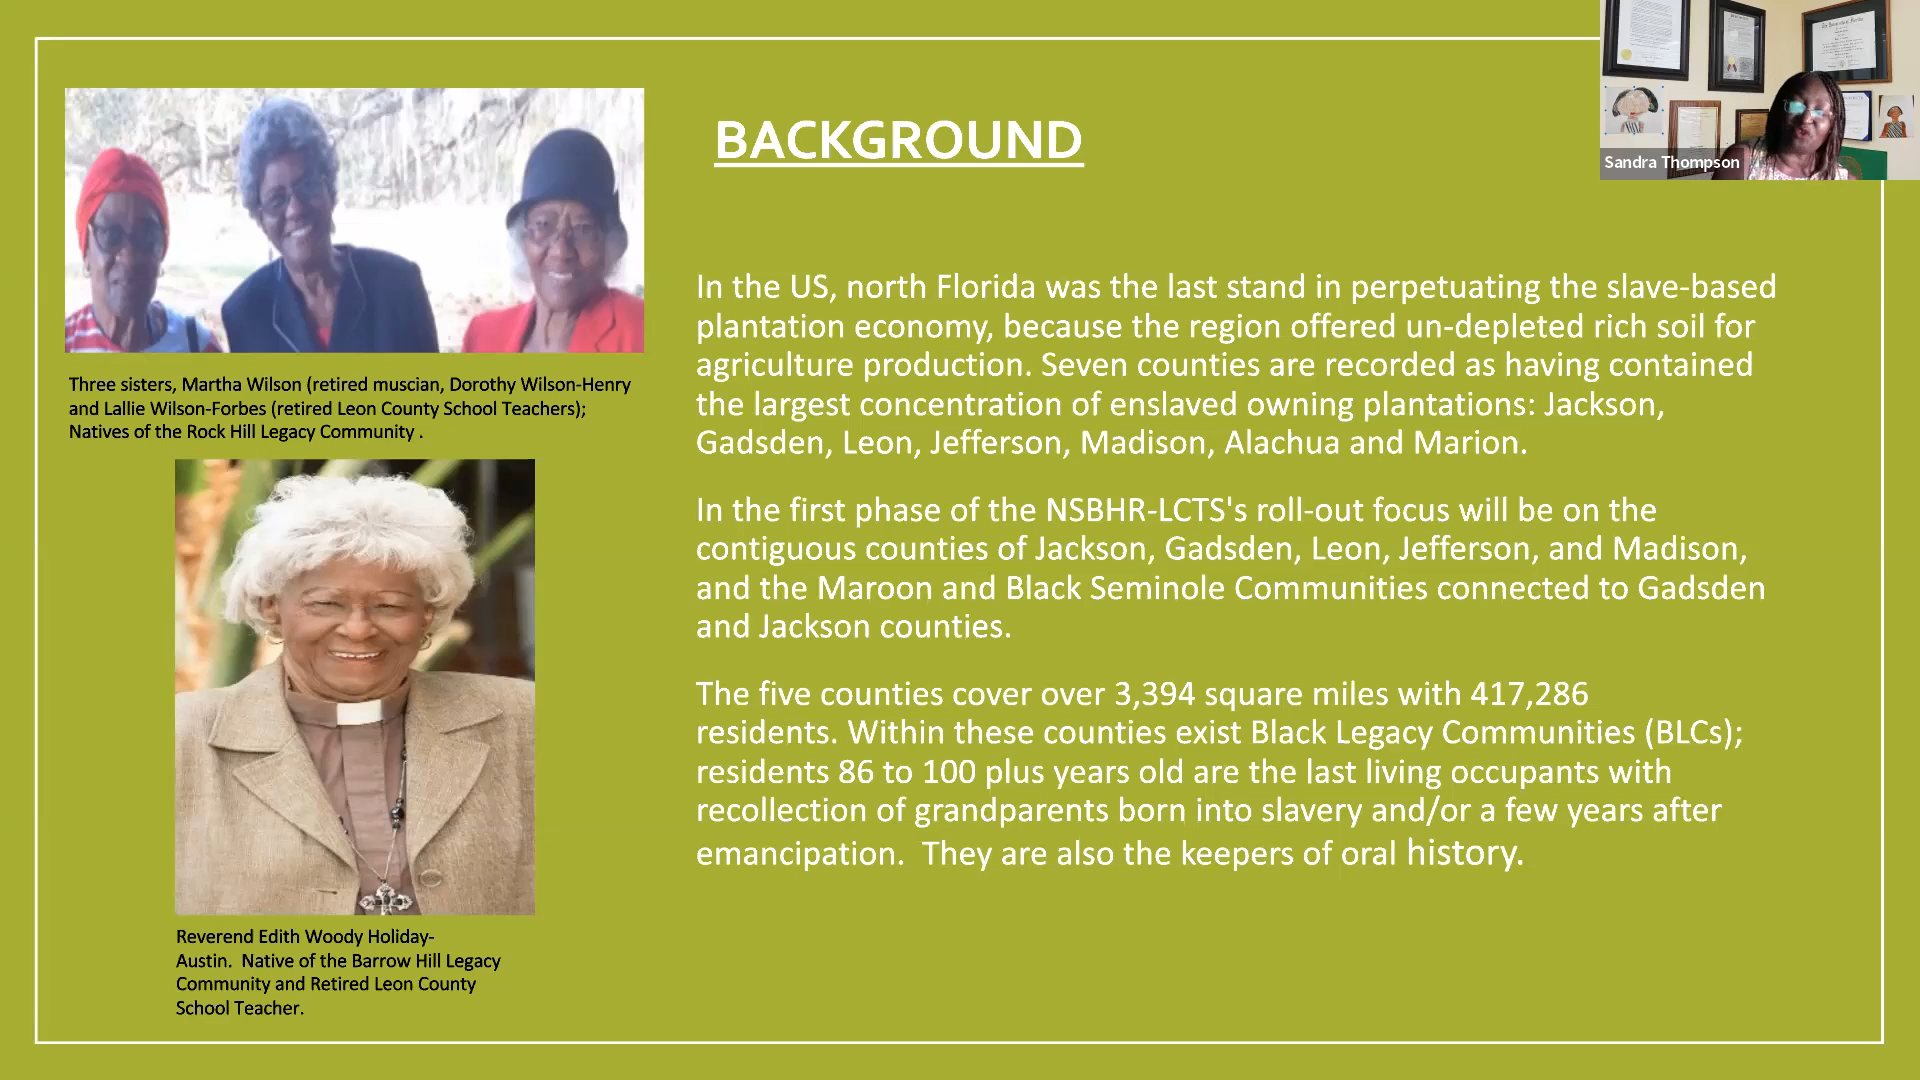 BACKGROUND
Sandra Thompson
Three sisters, Martha Wilson (retired muscian, Dorothy Wilson-Henry
and Lallie Wilson-Forbes (retired Leon County School Teachers);
Natives of the Rock Hill Legacy Community .
Reverend Edith Woody Holiday-
Austin.  Native of the Barrow Hill Legacy
Community and Retired Leon County
School Teacher.
In the US, north Florida was the last stand in perpetuating the slave-based
plantation economy, because the region offered un-depleted rich soil for
agriculture production. Seven counties are recorded as having contained
the largest concentration of enslaved owning plantations: Jackson,
Gadsden, Leon, Jefferson, Madison, Alachua and Marion.
In the first phase of the NSBHR-LCTS's roll-out focus will be on the
contiguous counties of Jackson, Gadsden, Leon, Jefferson, and Madison,
and the Maroon and Black Seminole Communities connected to Gadsden
and Jackson counties.
The five counties cover over 3,394 square miles with 417,286
residents. Within these counties exist Black Legacy Communities (BLCs);
residents 86 to 100 plus years old are the last living occupants with
recollection of grandparents born into slavery and/or a few years after
emancipation.  They are also the keepers of oral history.